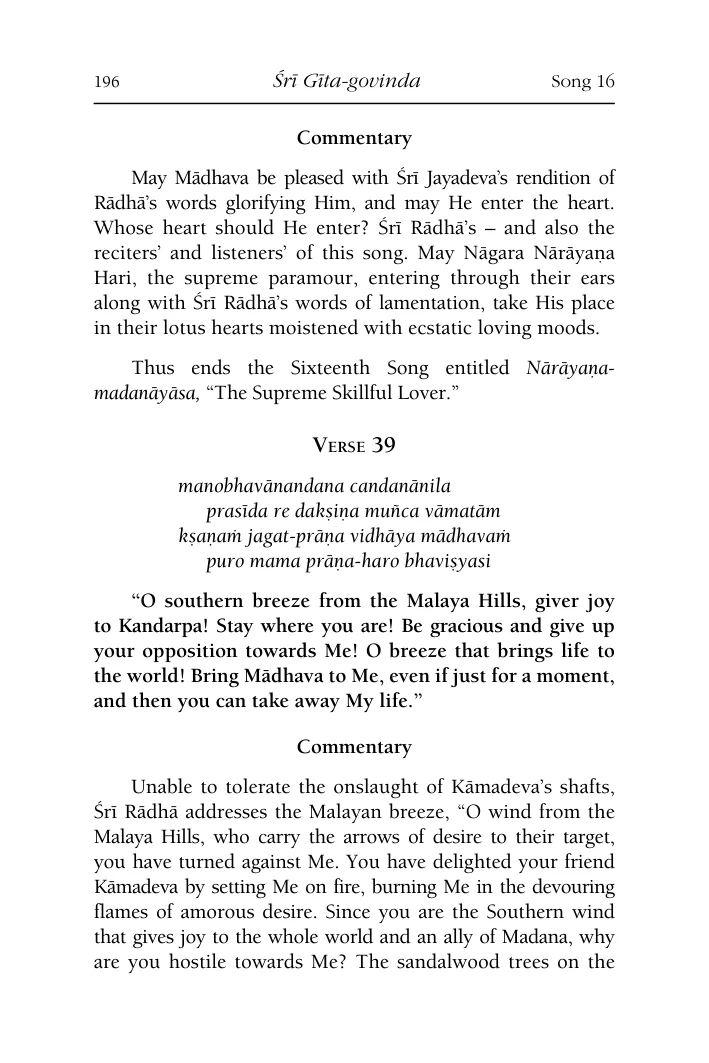 196 Śrī Gīta-govinda Song 16
Commentary
May Mādhava be pleased with Śrī Jayadeva’s rendition of
Rādhā’s words glorifying Him, and may He enter the heart.
Whose heart should He enter? Śrī Rādhā’s – and also the
reciters’ and listeners’ of this song. May Nāgara Nārāyaṇa
Hari, the supreme paramour, entering through their ears
along with Śrī Rādhā’s words of lamentation, take His place
in their lotus hearts moistened with ecstatic loving moods.
Thus ends the Sixteenth Song entitled Nārāyaṇa-
madanāyāsa, “The Supreme Skillful Lover.”
Verse 39
manobhavānandana candanānila
prasīda re dakṣiṇa muñca vāmatām
kṣaṇaṁ jagat-prāṇa vidhāya mādhavaṁ
puro mama prāṇa-haro bhaviṣyasi
“O southern breeze from the Malaya Hills, giver joy
to Kandarpa! Stay where you are! Be gracious and give up
your opposition towards Me! O breeze that brings life to
the world! Bring Mādhava to Me, even if just for a moment,
and then you can take away My life.”
Commentary
Unable to tolerate the onslaught of Kāmadeva’s shafts,
Śrī Rādhā addresses the Malayan breeze, “O wind from the
Malaya Hills, who carry the arrows of desire to their target,
you have turned against Me. You have delighted your friend
Kāmadeva by setting Me on fire, burning Me in the devouring
flames of amorous desire. Since you are the Southern wind
that gives joy to the whole world and an ally of Madana, why
are you hostile towards Me? The sandalwood trees on the